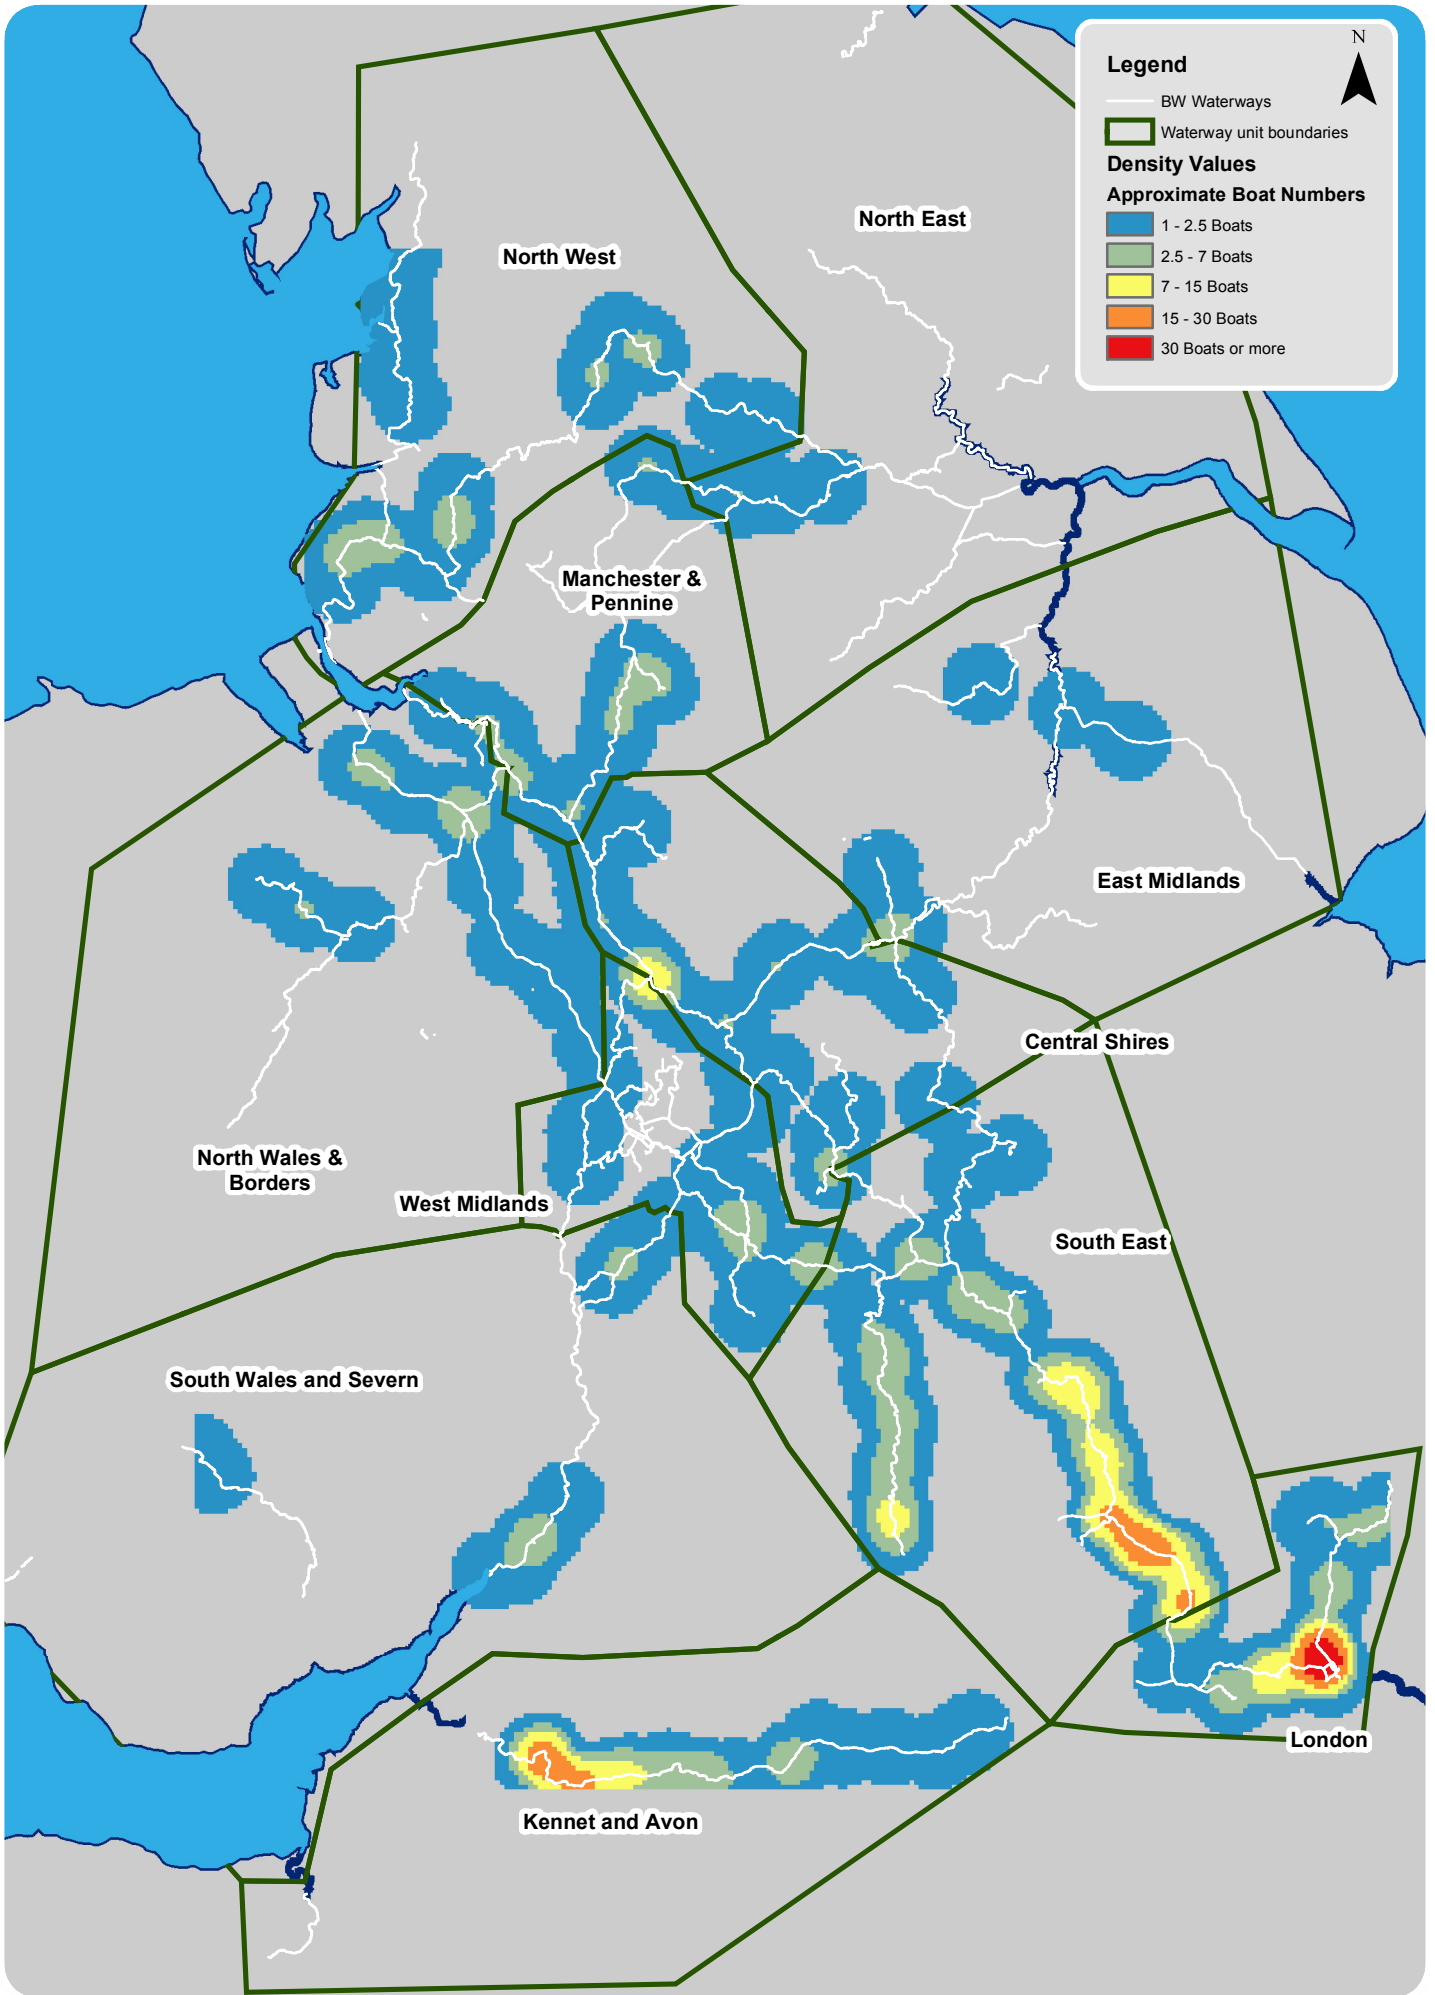 N
Legend
BW Waterways
Waterway unit boundaries
Density Values
Approximate Boat Numbers
1 - 2.5 Boats
2.5 - 7 Boats
7 - 15 Boats
15 - 30 Boats
30 Boats or more
North East
North West
Manchester &
Pennine
East Midlands
Central Shires
North Wales &
Borders
West Midlands
South East
South Wales and Severn
London
Kennet and Avon